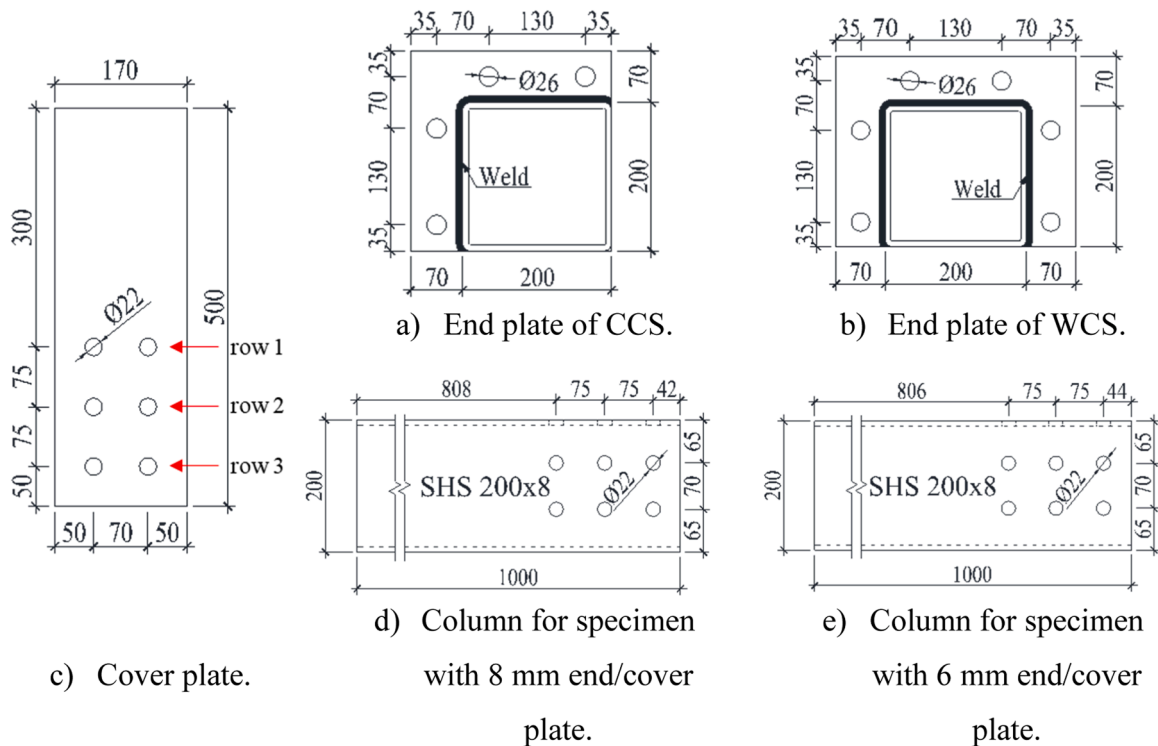 170
300
500
Ø22
row 1
75
row 2
75
row 3
50
50 70 50
c) Cover plate.
35 70 130 35
35
70
130
35
Ø26
70
200
Weld
70 200
a) End plate of CCS.
35 70 130 70 35
35
70
130
35
Ø26
70
200
Weld
70 200 70
b) End plate of WCS.
808 75 75 42
200
SHS 200x8
Ø22
65
70
65
1000
d) Column for specimen
with 8 mm end/cover
plate.
806 75 75 44
200
SHS 200x8
Ø22
65
70
65
1000
e) Column for specimen
with 6 mm end/cover
plate.